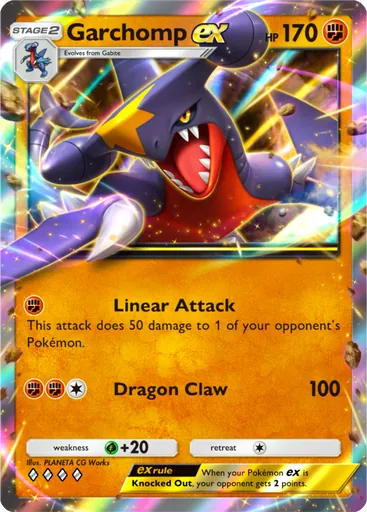 STAGE 2
Garchomp ex
HP 170
Evolves from Gabite
Linear Attack
This attack does 50 damage to 1 of your opponent's
Pokémon.
Dragon Claw 100
weakness +20 retreat
Illus. PLANETA CG Works
ex rule When your Pokémon ex is
Knocked Out, your opponent gets 2 points.